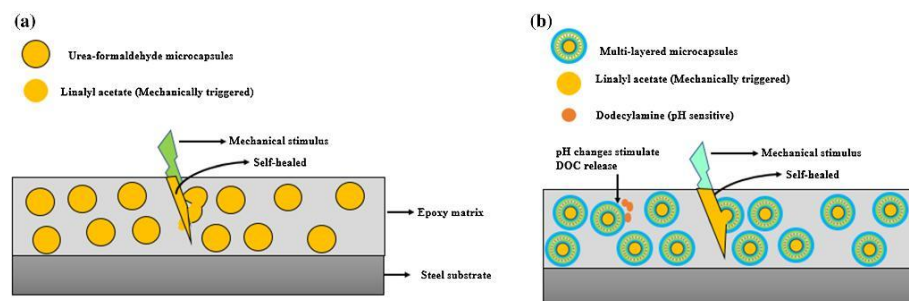 (a)
Urea-formaldehyde microcapsules
Linalyl acetate (Mechanically triggered)
Mechanical stimulus
Self-healed
Epoxy matrix
Steel substrate
(b)
Multi-layered microcapsules
Linalyl acetate (Mechanically triggered)
Dodecylamine (pH sensitive)
pH changes stimulate
DOC release
Mechanical stimulus
Self-healed